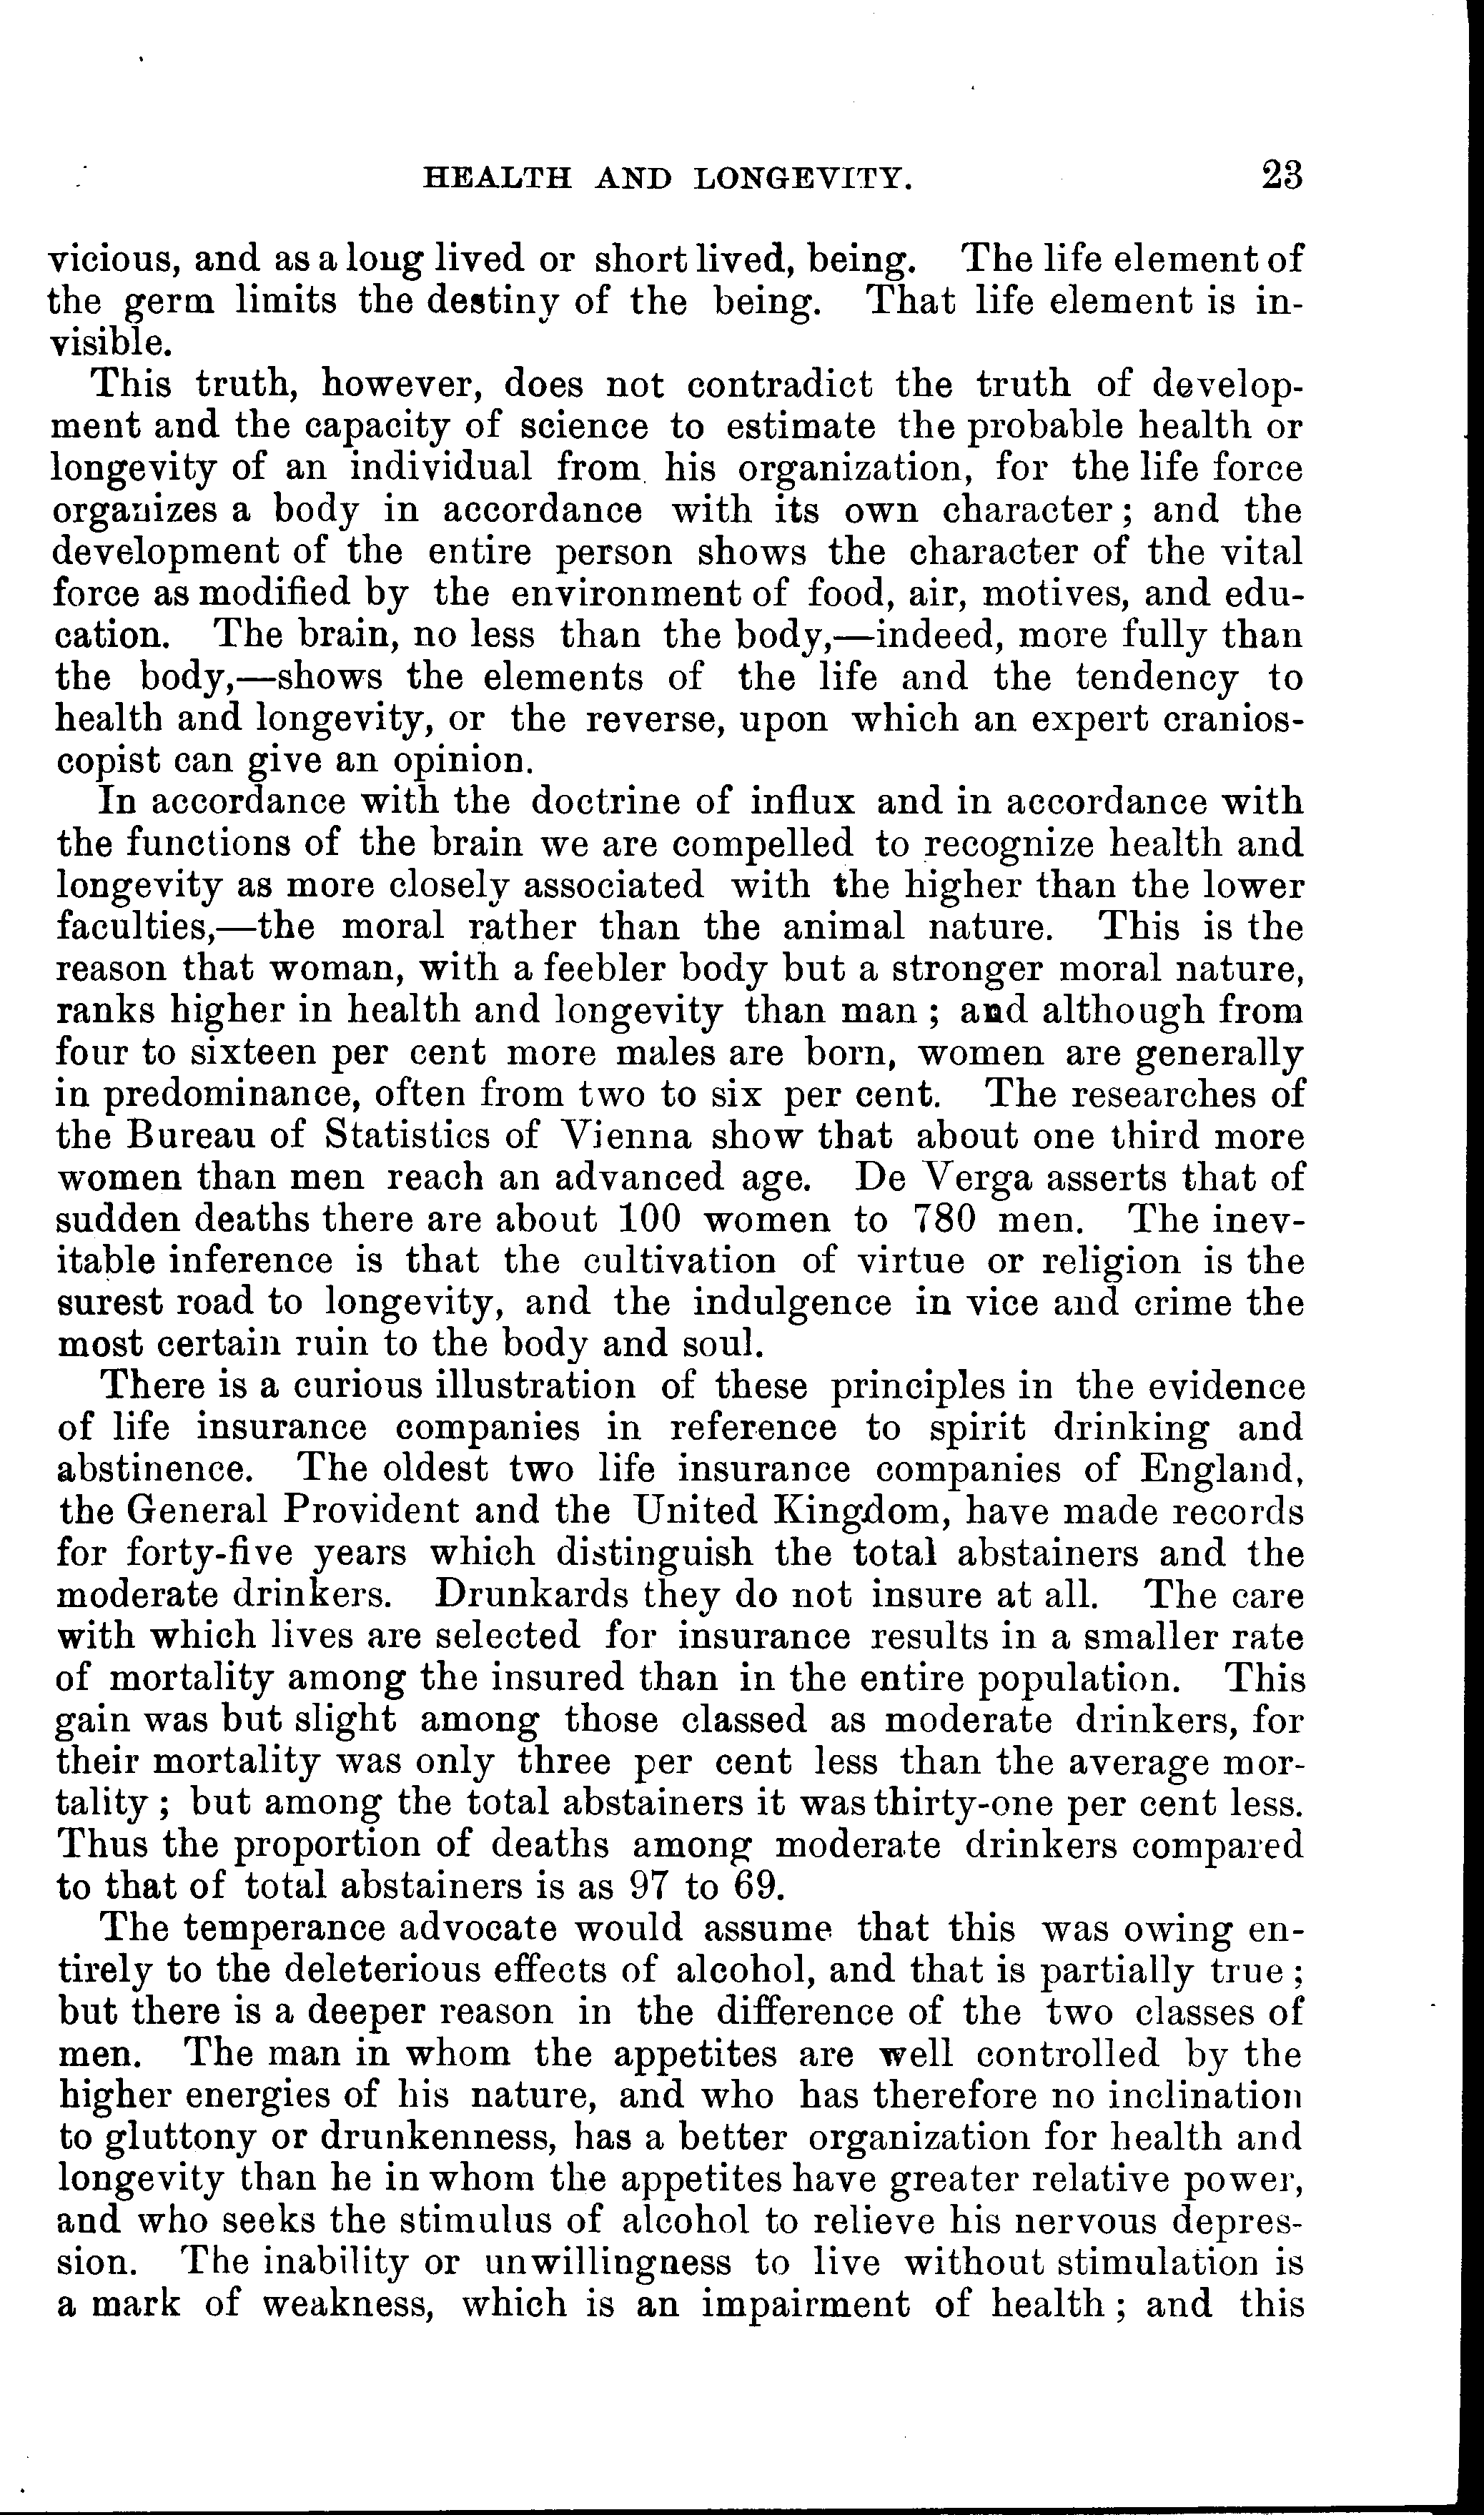 HEALTH AND LONGEVITY. 23
vicious, and as a long lived or short lived, being. The life element of
the germ limits the destiny of the being. That life element is in-
visible.
This truth, however, does not contradict the truth of develop-
ment and the capacity of science to estimate the probable health or
longevity of an individual from his organization, for the life force
organizes a body in accordance with its own character; and the
development of the entire person shows the character of the vital
force as modified by the environment of food, air, motives, and edu-
cation. The brain, no less than the body,—indeed, more fully than
the body,—shows the elements of the life and the tendency to
health and longevity, or the reverse, upon which an expert cranios-
copist can give an opinion.
In accordance with the doctrine of influx and in accordance with
the functions of the brain we are compelled to recognize health and
longevity as more closely associated with the higher than the lower
faculties,—the moral rather than the animal nature. This is the
reason that woman, with a feebler body but a stronger moral nature,
ranks higher in health and longevity than man; and although from
four to sixteen per cent more males are born, women are generally
in predominance, often from two to six per cent. The researches of
the Bureau of Statistics of Vienna show that about one third more
women than men reach an advanced age. De Verga asserts that of
sudden deaths there are about 100 women to 780 men. The inev-
itable inference is that the cultivation of virtue or religion is the
surest road to longevity, and the indulgence in vice and crime the
most certain ruin to the body and soul.
There is a curious illustration of these principles in the evidence
of life insurance companies in reference to spirit drinking and
abstinence. The oldest two life insurance companies of England,
the General Provident and the United Kingdom, have made records
for forty-five years which distinguish the total abstainers and the
moderate drinkers. Drunkards they do not insure at all. The care
with which lives are selected for insurance results in a smaller rate
of mortality among the insured than in the entire population. This
gain was but slight among those classed as moderate drinkers, for
their mortality was only three per cent less than the average mor-
tality; but among the total abstainers it was thirty-one per cent less.
Thus the proportion of deaths among moderate drinkers compared
to that of total abstainers is as 97 to 69.
The temperance advocate would assume that this was owing en-
tirely to the deleterious effects of alcohol, and that is partially true;
but there is a deeper reason in the difference of the two classes of
men. The man in whom the appetites are well controlled by the
higher energies of his nature, and who has therefore no inclination
to gluttony or drunkenness, has a better organization for health and
longevity than he in whom the appetites have greater relative power,
and who seeks the stimulus of alcohol to relieve his nervous depres-
sion. The inability or unwillingness to live without stimulation is
a mark of weakness, which is an impairment of health; and this